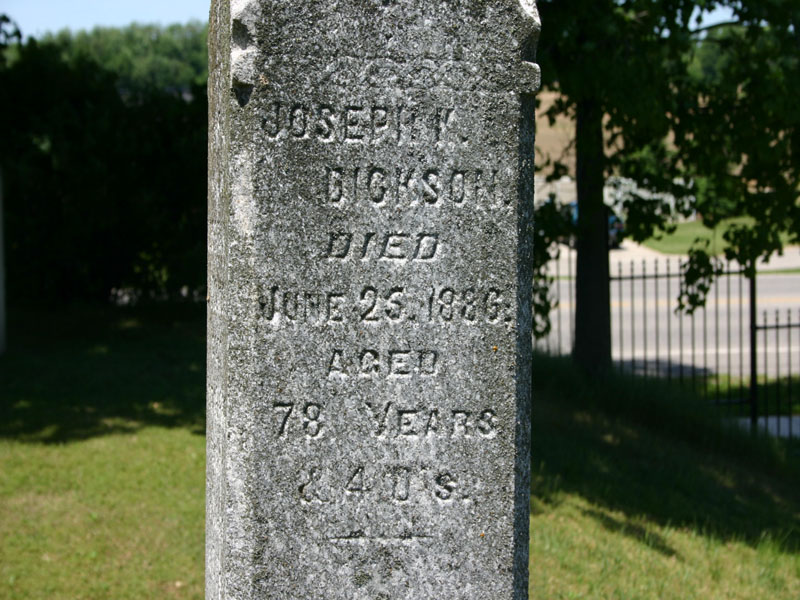 JOSEPH K.
DICKSON.
DIED
JUNE 25, 1886.
AGED
78 YEARS
& 4 D's.